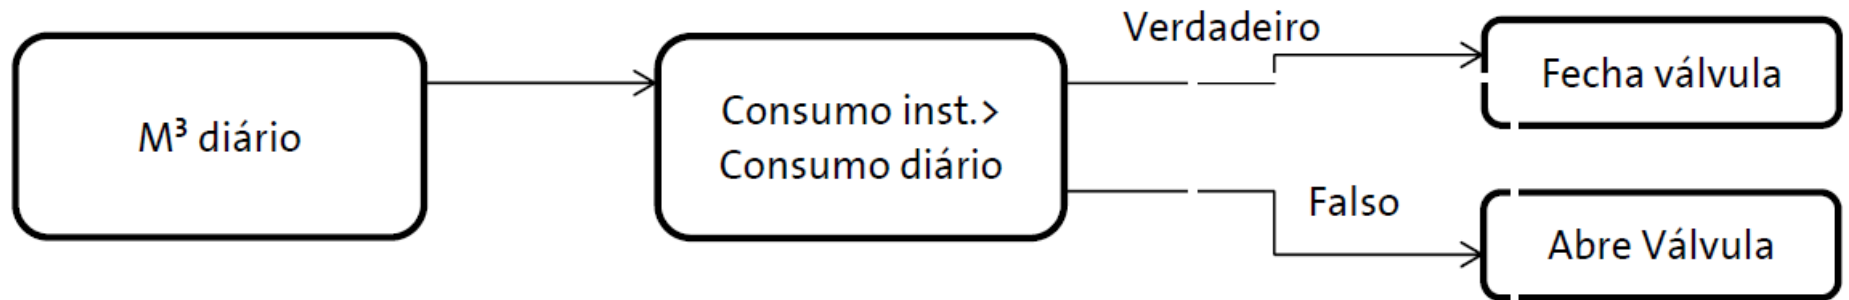 M³ diário
Consumo inst.>
Consumo diário
Verdadeiro
Fecha válvula
Falso
Abre Válvula